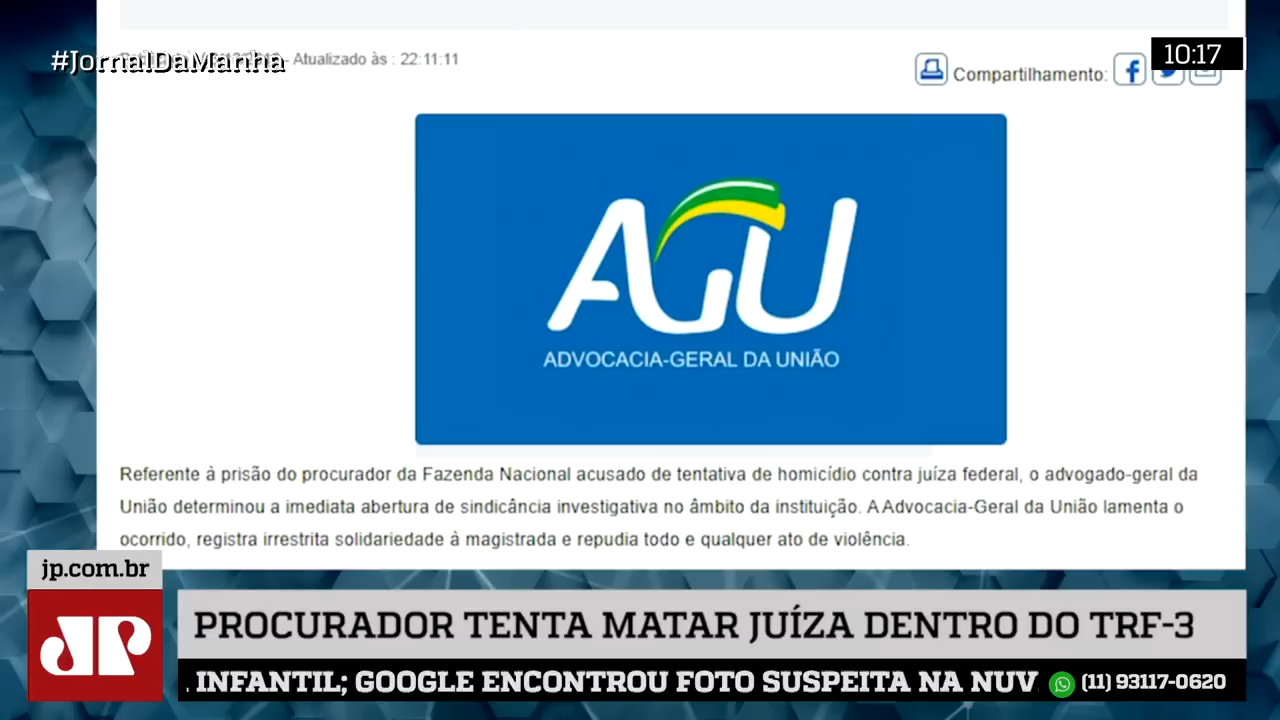 #JornalDaManha
- Atualizado às : 22:11:11
10:17
Compartilhamento:
AGU
ADVOCACIA-GERAL DA UNIÃO
Referente à prisão do procurador da Fazenda Nacional acusado de tentativa de homicídio contra juíza federal, o advogado-geral da
União determinou a imediata abertura de sindicância investigativa no âmbito da instituição. A Advocacia-Geral da União lamenta o
ocorrido, registra irrestrita solidariedade à magistrada e repudia todo e qualquer ato de violência.
jp.com.br
JP
PROCURADOR TENTA MATAR JUÍZA DENTRO DO TRF-3
. INFANTIL; GOOGLE ENCONTROU FOTO SUSPEITA NA NUV
(11) 93117-0620